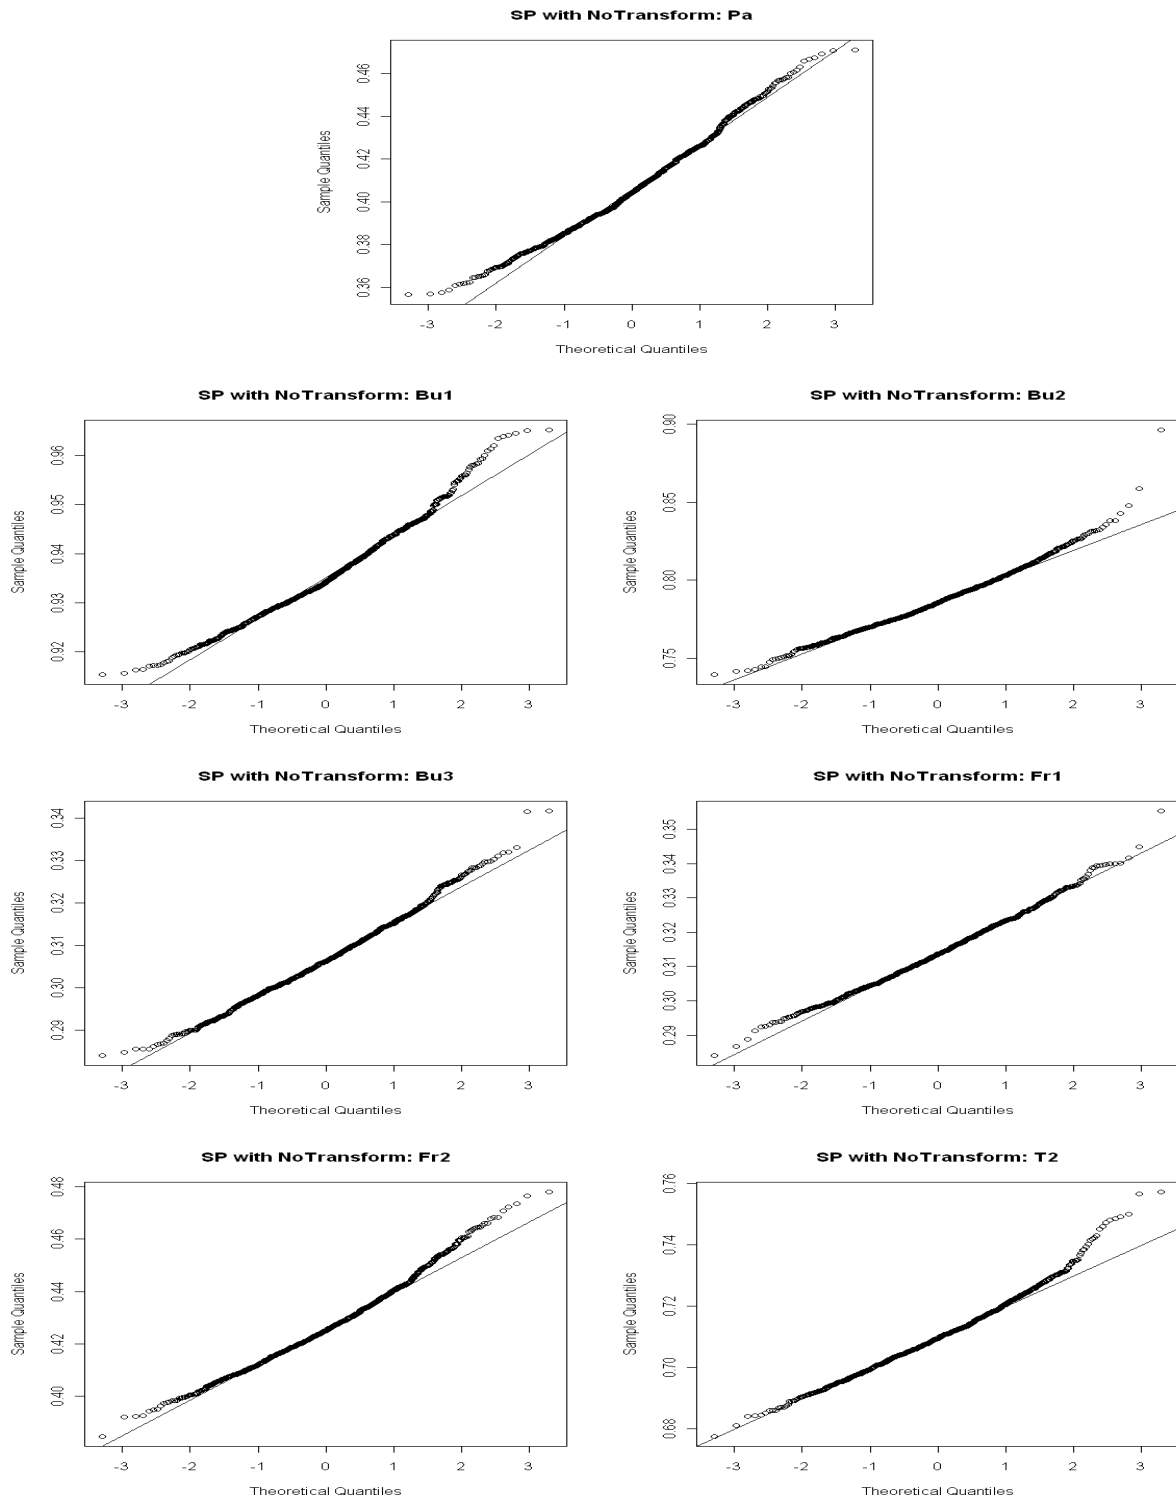 SP with NoTransform: Pa
Sample Quantiles
0.36 0.38 0.40 0.42 0.44 0.46
-3 -2 -1 0 1 2 3
Theoretical Quantiles
SP with NoTransform: Bu1
Sample Quantiles
0.92 0.93 0.94 0.95 0.96
-3 -2 -1 0 1 2 3
Theoretical Quantiles
SP with NoTransform: Bu2
Sample Quantiles
0.75 0.80 0.85 0.90
-3 -2 -1 0 1 2 3
Theoretical Quantiles
SP with NoTransform: Bu3
Sample Quantiles
0.29 0.30 0.31 0.32 0.33 0.34
-3 -2 -1 0 1 2 3
Theoretical Quantiles
SP with NoTransform: Fr1
Sample Quantiles
0.29 0.30 0.31 0.32 0.33 0.34 0.35
-3 -2 -1 0 1 2 3
Theoretical Quantiles
SP with NoTransform: Fr2
Sample Quantiles
0.40 0.42 0.44 0.46 0.48
-3 -2 -1 0 1 2 3
Theoretical Quantiles
SP with NoTransform: T2
Sample Quantiles
0.68 0.70 0.72 0.74 0.76
-3 -2 -1 0 1 2 3
Theoretical Quantiles